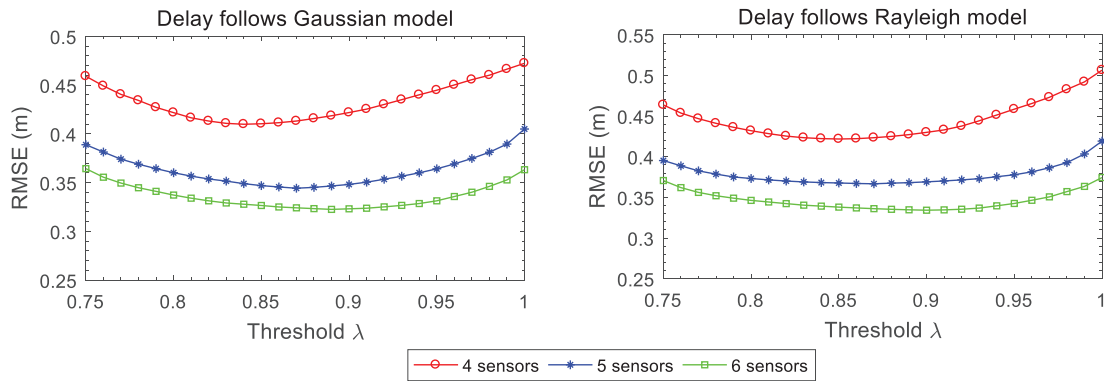 Delay follows Gaussian model
0.5
0.45
0.4
0.35
0.3
0.25
RMSE (m)
0.75 0.8 0.85 0.9 0.95 1
Threshold λ
Delay follows Rayleigh model
0.55
0.5
0.45
0.4
0.35
0.3
0.25
RMSE (m)
0.75 0.8 0.85 0.9 0.95 1
Threshold λ
4 sensors 5 sensors 6 sensors